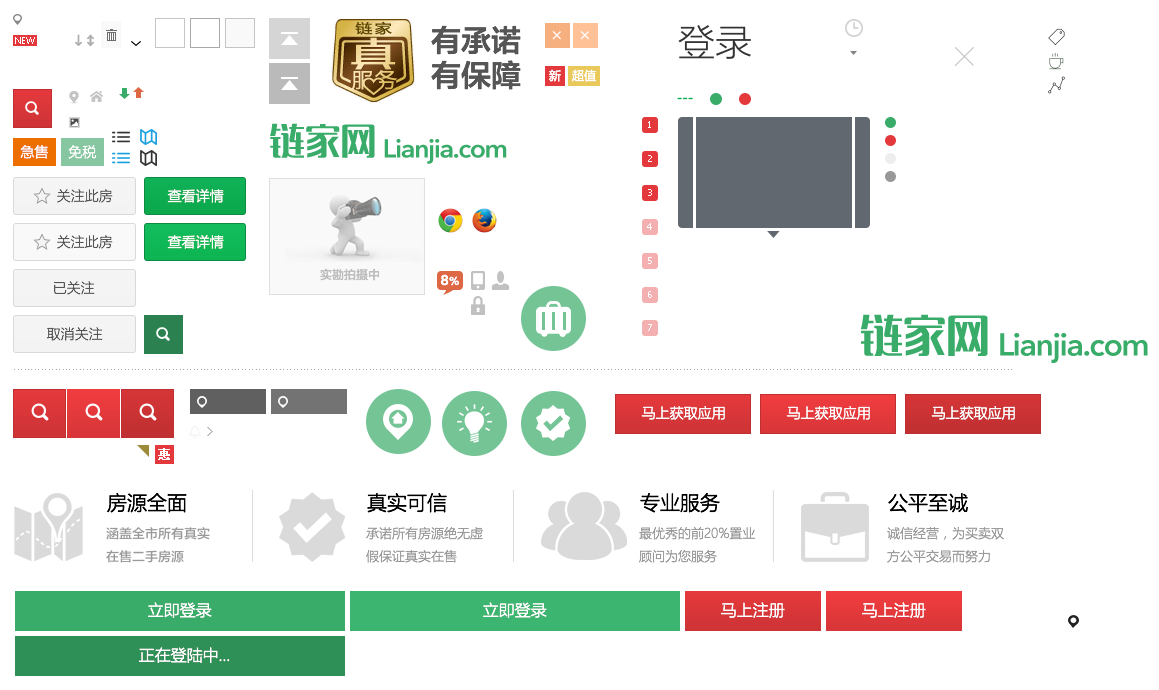 NEW
链家
真
服务
有承诺
有保障
新
超值
登录
急售
免税
链家网 Lianjia.com
1
2
3
4
5
6
7
关注此房
查看详情
关注此房
查看详情
已关注
取消关注
实勘拍摄中
8%
链家网 Lianjia.com
惠
马上获取应用
马上获取应用
马上获取应用
房源全面
涵盖全市所有真实
在售二手房源
真实可信
承诺所有房源绝无虚
假保证真实在售
专业服务
最优秀的前20%置业
顾问为您服务
公平至诚
诚信经营，为买卖双
方公平交易而努力
立即登录
立即登录
马上注册
马上注册
正在登陆中...